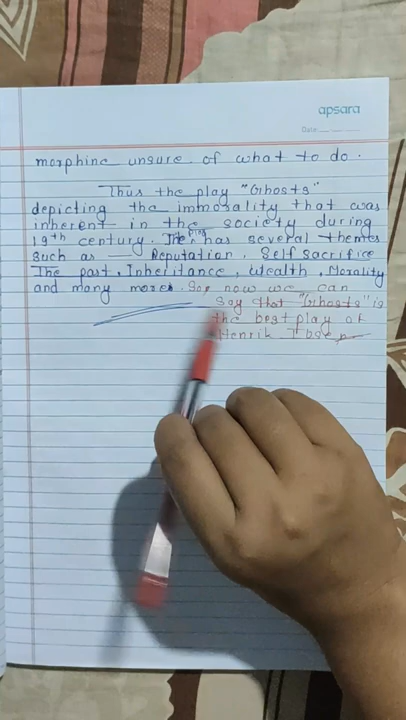 apsara
Date
morphine unsure of what to do.
Thus the play "Ghosts"
depicting the immorality that was
inherent in the society during
19th century. The play has several themes
such as — Reputation, Self Sacrifice
The past, Inheritance, Wealth, Morality
and many more. So, now we can
say that "Ghosts" is
the best play of
Henrik Ibsen